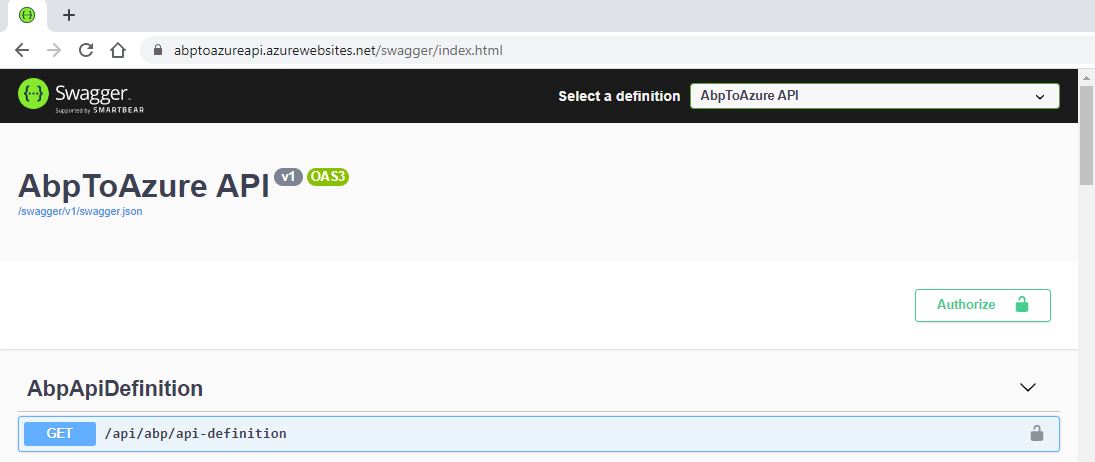 abptoazureapi.azurewebsites.net/swagger/index.html
{...} Swagger
Supported by SMARTBEAR
Select a definition AbpToAzure API
AbpToAzure API v1 OAS3
/swagger/v1/swagger.json
Authorize
AbpApiDefinition
GET /api/abp/api-definition